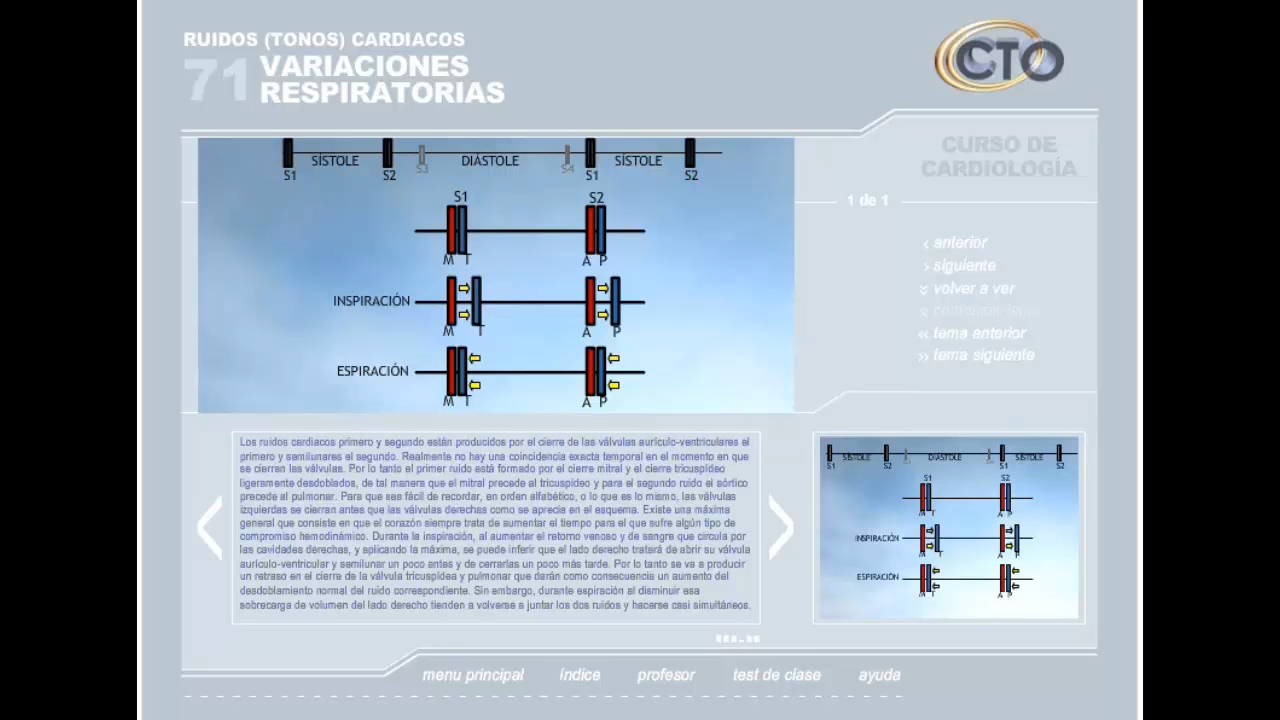 RUIDOS (TONOS) CARDIACOS
71 VARIACIONES
RESPIRATORIAS
CTO
CURSO DE
CARDIOLOGÍA
1 de 1
‹ anterior
› siguiente
volver a ver
« tema anterior
›› tema siguiente
SÍSTOLE DIÁSTOLE SÍSTOLE
S1 S2 S3 S4 S1 S2
S1 S2
M T A P
INSPIRACIÓN
M T A P
ESPIRACIÓN
M T A P
Los ruidos cardiacos primero y segundo están producidos por el cierre de las válvulas aurículo-ventriculares el
primero y semilunares el segundo. Realmente no hay una coincidencia exacta temporal en el momento en que
se cierren las válvulas. Por lo tanto el primer ruido está formado por el cierre mitral y el cierre tricuspídeo
ligeramente desdoblados, de tal manera que el mitral precede al tricuspídeo y para el segundo ruido el aórtico
precede al pulmonar. Para que sea fácil de recordar, en orden alfabético, o lo que es lo mismo, las válvulas
izquierdas se cierran antes que las válvulas derechas como se aprecia en el esquema. Existe una máxima
general que consiste en que el corazón siempre trata de aumentar el tiempo para el que sufre algún tipo de
compromiso hemodinámico. Durante la inspiración, al aumentar el retorno venoso y de sangre que circula por
las cavidades derechas, y aplicando la máxima, se puede inferir que el lado derecho tratará de abrir su válvula
aurículo-ventricular y semilunar un poco antes y de cerrarlas un poco más tarde. Por lo tanto se va a producir
un retraso en el cierre de la válvula tricuspídea y pulmonar que darán como consecuencia un aumento del
desdoblamiento normal del ruido correspondiente. Sin embargo, durante espiración al disminuir esa
sobrecarga de volumen del lado derecho tienden a volverse a juntar los dos ruidos y hacerse casi simultáneos.
SÍSTOLE DIÁSTOLE SÍSTOLE
S1 S2 S1 S2
S1 S2
M T A P
INSPIRACIÓN
M T A P
ESPIRACIÓN
M T A P
menu principal índice profesor test de clase ayuda